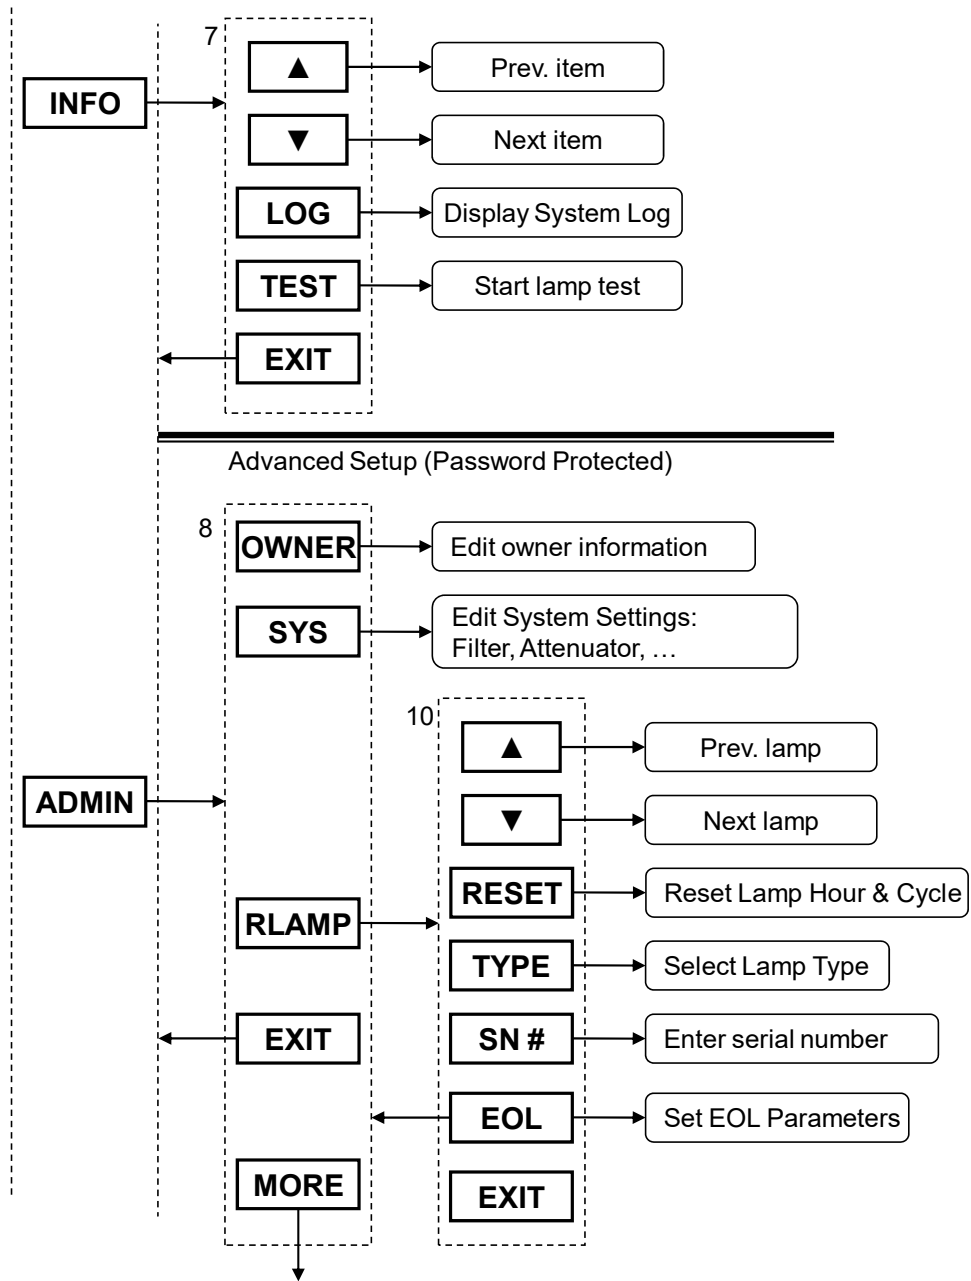 7
▲
Prev. item
INFO
▼
Next item
LOG
Display System Log
TEST
Start lamp test
EXIT
Advanced Setup (Password Protected)
8
OWNER
Edit owner information
SYS
Edit System Settings:
Filter, Attenuator, …
10
▲
Prev. lamp
ADMIN
▼
Next lamp
RESET
Reset Lamp Hour & Cycle
RLAMP
TYPE
Select Lamp Type
EXIT
SN #
Enter serial number
EOL
Set EOL Parameters
MORE
EXIT